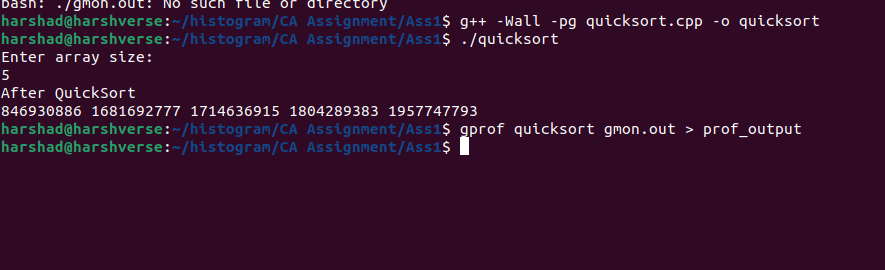 bash: ./gmon.out: No such file or directory
harshad@harshverse:~/histogram/CA Assignment/Ass1$ g++ -Wall -pg quicksort.cpp -o quicksort
harshad@harshverse:~/histogram/CA Assignment/Ass1$ ./quicksort
Enter array size:
5
After QuickSort
846930886 1681692777 1714636915 1804289383 1957747793
harshad@harshverse:~/histogram/CA Assignment/Ass1$ gprof quicksort gmon.out > prof_output
harshad@harshverse:~/histogram/CA Assignment/Ass1$